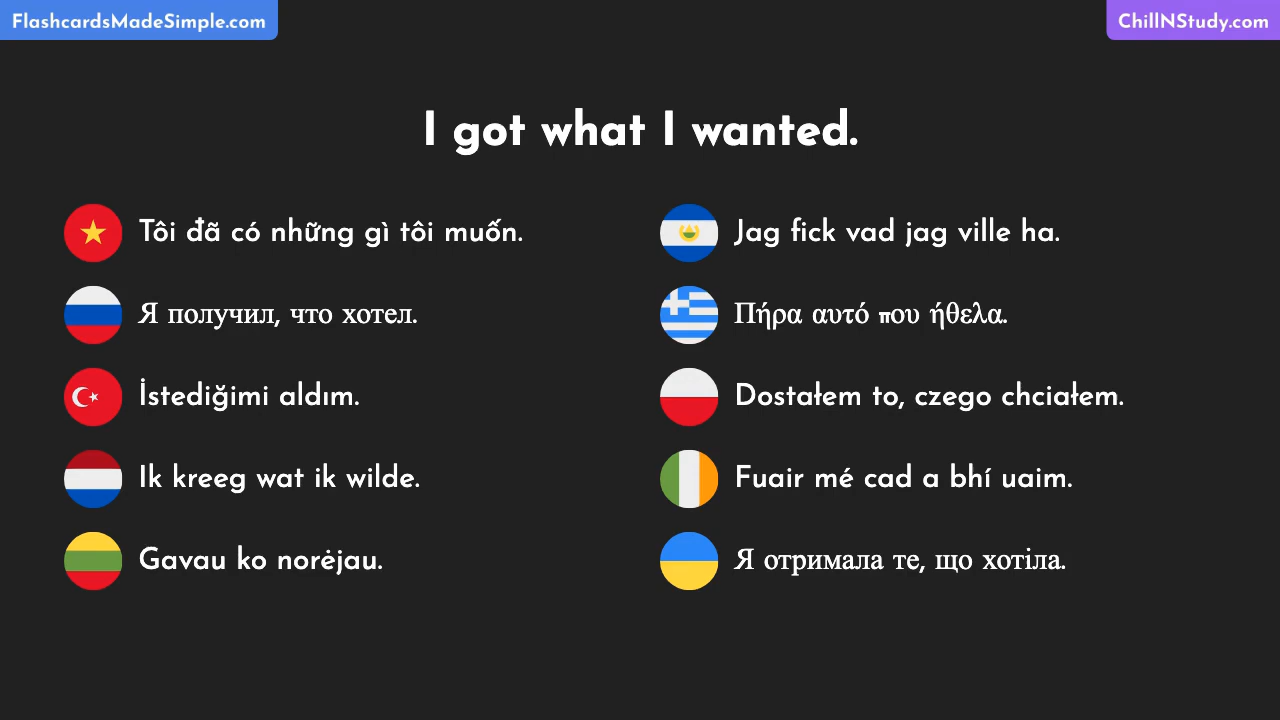 FlashcardsMadeSimple.com
ChillNStudy.com
I got what I wanted.
Tôi đã có những gì tôi muốn.
Я получил, что хотел.
İstediğimi aldım.
Ik kreeg wat ik wilde.
Gavau ko norėjau.
Jag fick vad jag ville ha.
Πήρα αυτό που ήθελα.
Dostałem to, czego chciałem.
Fuair mé cad a bhí uaim.
Я отримала те, що хотіла.